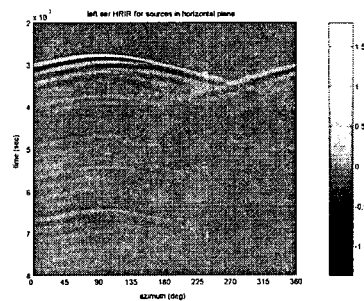 left ear HRIR for sources in horizontal plane
2 x 10
3
4
5
6
7
8
time (sec)
0 45 90 135 180 225 270 315 360
azimuth (deg)
1.5
1
0.5
0
-0.5
-1